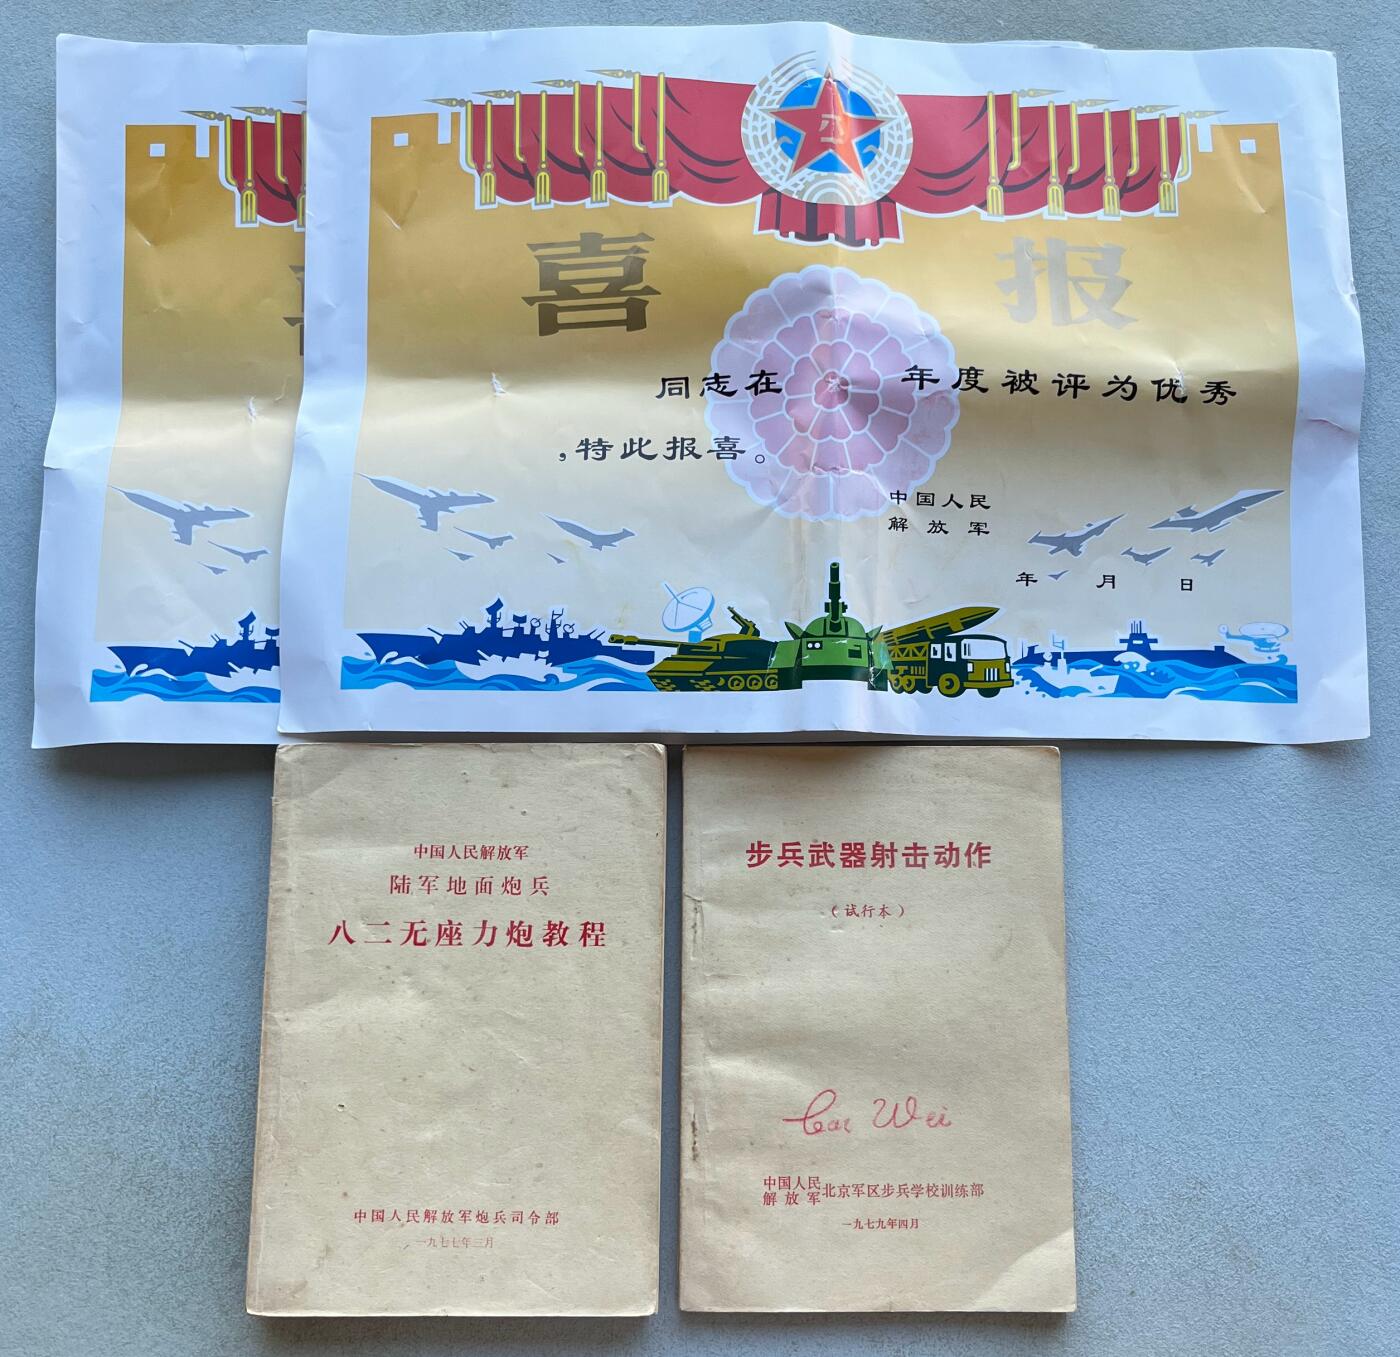 喜报
同志在 年度被评为优秀
,特此报喜。
中国人民
解放军
年 月 日
中国人民解放军
陆军地面炮兵
八二无座力炮教程
中国人民解放军炮兵司令部
一九七七年三月
步兵武器射击动作
(试行本)
Wei
中国人民解放军北京军区步兵学校训练部
一九七九年四月